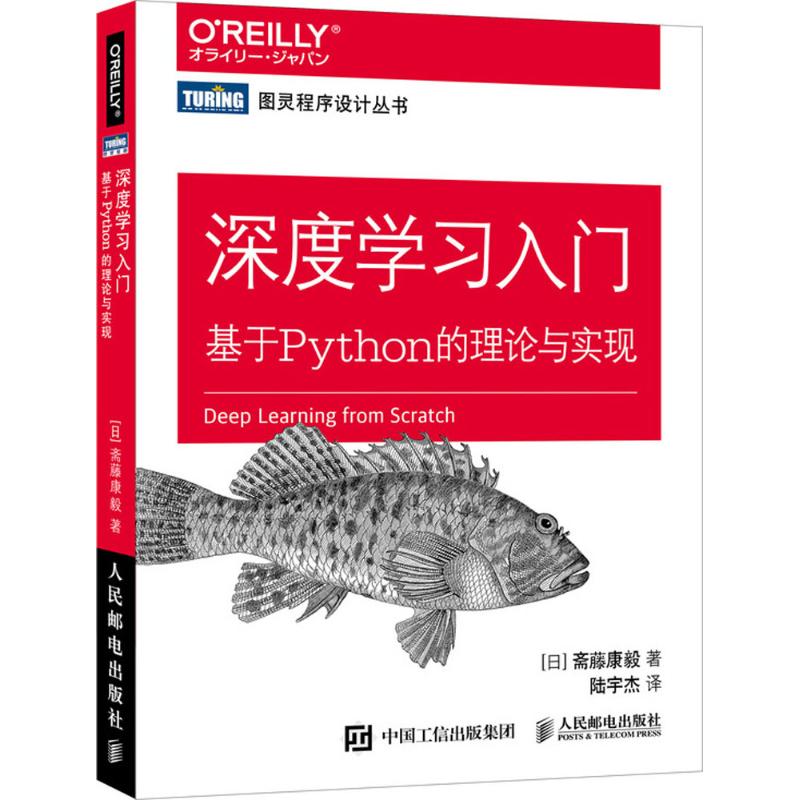 O'REILLY®
オライリー・ジャパン
TURING 图灵程序设计丛书
深度学习入门
基于Python的理论与实现
Deep Learning from Scratch
[日] 斋藤康毅 著
陆宇杰 译
中国工信出版集团
人民邮电出版社
POSTS & TELECOM PRESS
O'REILLY®
TURING
深度学习入门
基于Python的理论与实现
[日] 斋藤康毅 著
人民邮电出版社